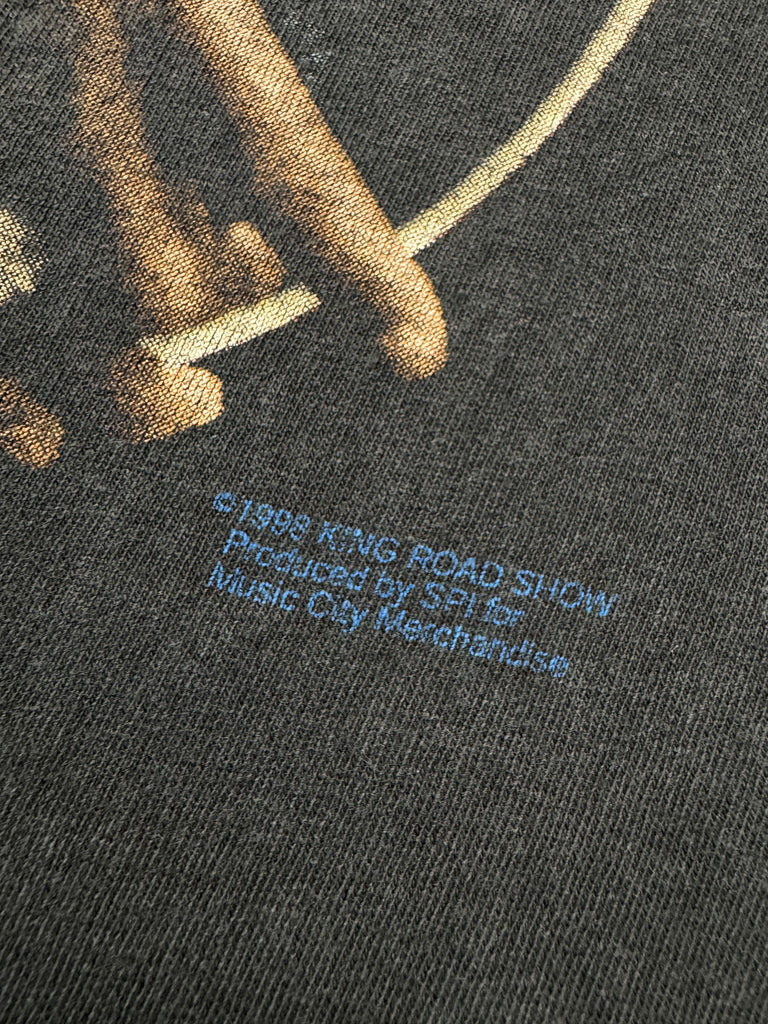 ©1998 KING ROAD SHOW
Produced by SPI for
Music City Merchandise